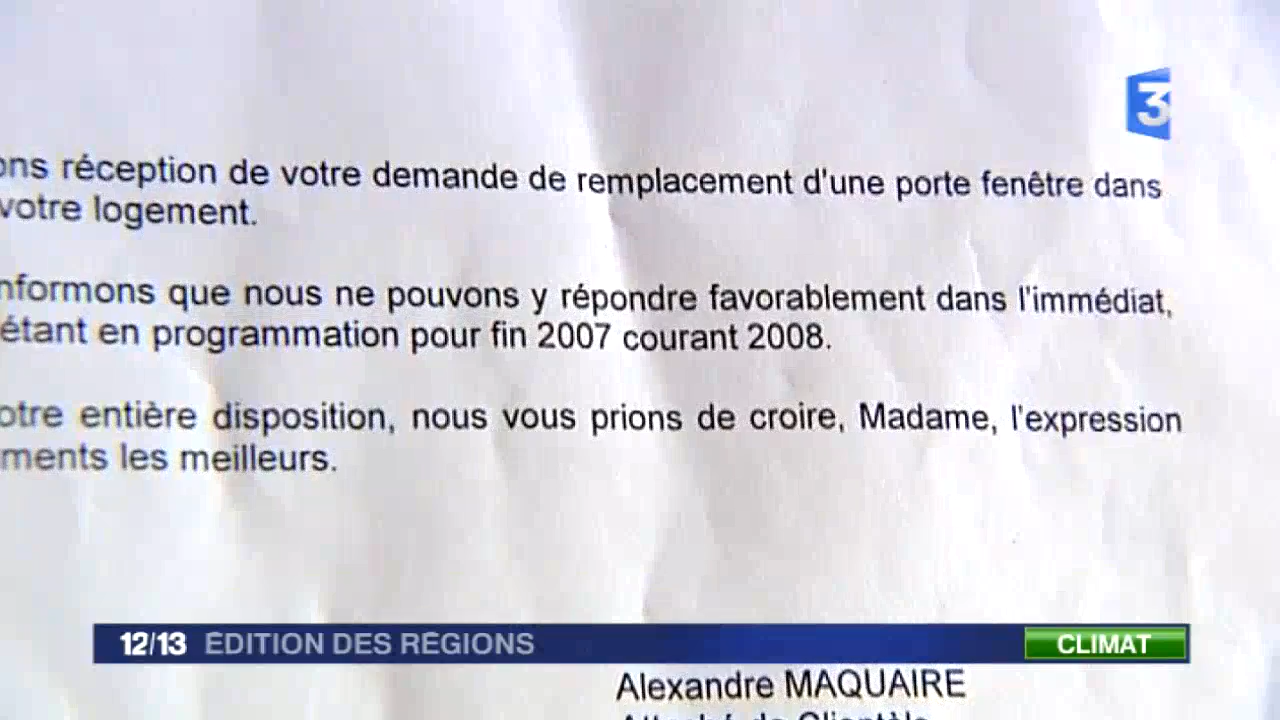 3
ons réception de votre demande de remplacement d'une porte fenêtre dans
votre logement.
nformons que nous ne pouvons y répondre favorablement dans l'immédiat,
étant en programmation pour fin 2007 courant 2008.
otre entière disposition, nous vous prions de croire, Madame, l'expression
ments les meilleurs.
12/13 ÉDITION DES RÉGIONS CLIMAT
Alexandre MAQUAIRE